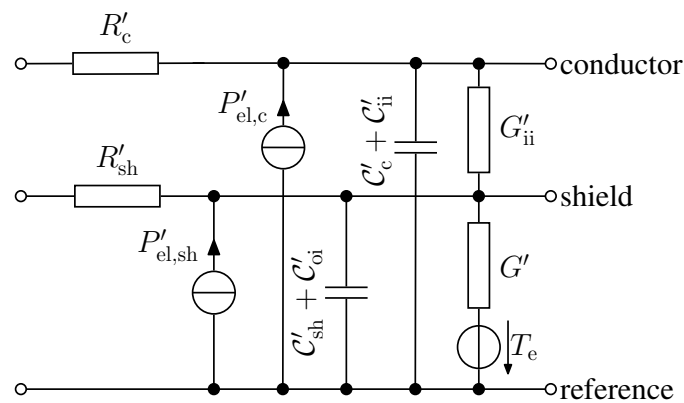 R′c
conductor
P′el,c
𝒞′c + 𝒞′ii
G′ii
R′sh
shield
P′el,sh
𝒞′sh + 𝒞′oi
G′
Te
reference